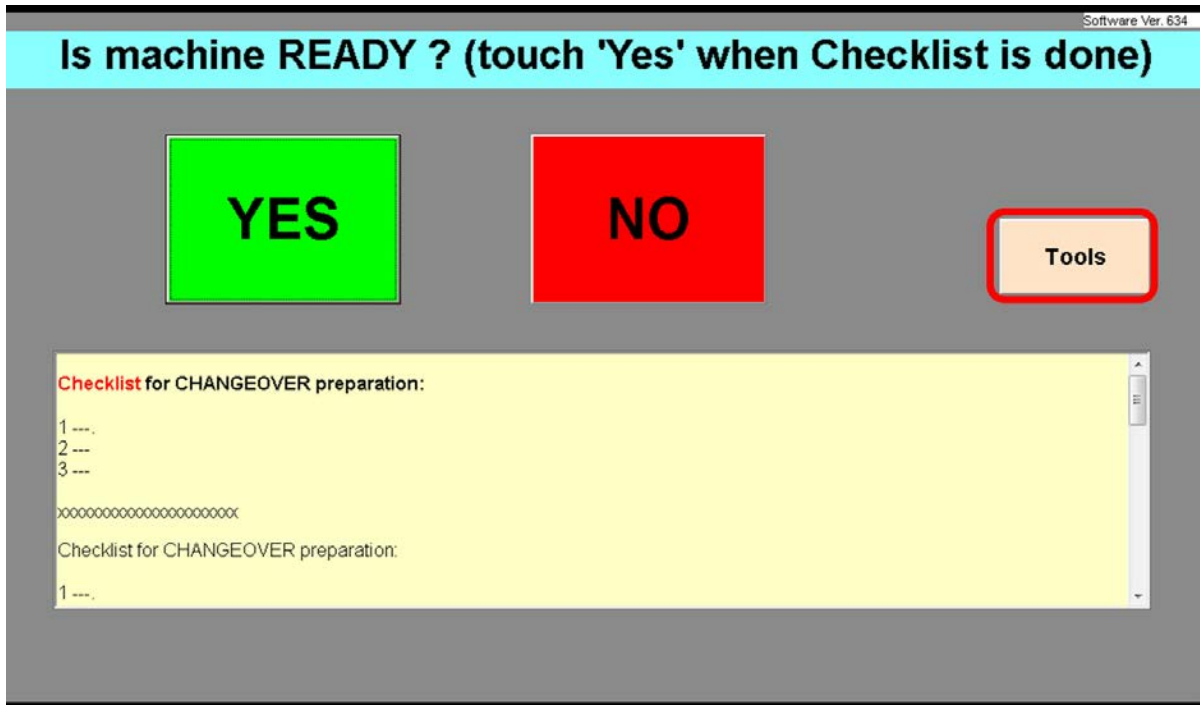 Software Ver. 634
Is machine READY ? (touch 'Yes' when Checklist is done)
YES
NO
Tools
Checklist for CHANGEOVER preparation:
1 ---.
2 ---
3 ---
xxxxxxxxxxxxxxxxxxxxxxx
Checklist for CHANGEOVER preparation:
1 ---.